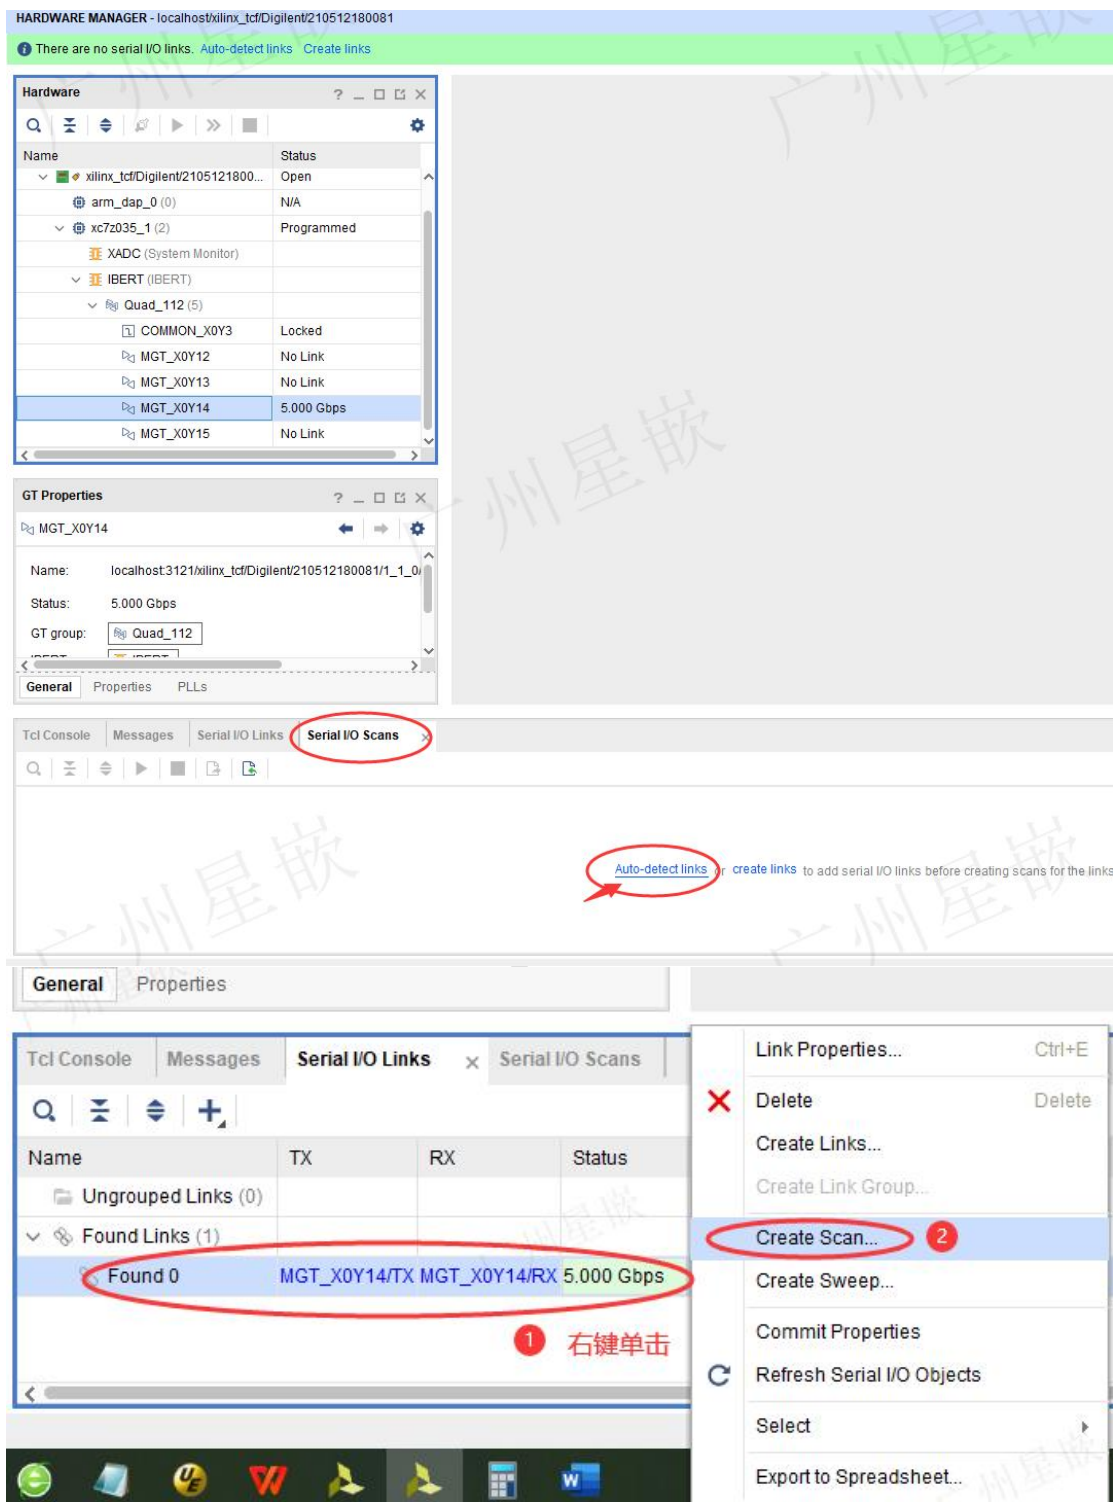 HARDWARE MANAGER - localhost/xilinx_tcf/Digilent/210512180081
There are no serial I/O links. Auto-detect links Create links
Hardware
Name Status
xilinx_tcf/Digilent/2105121800... Open
arm_dap_0 (0) N/A
xc7z035_1 (2) Programmed
XADC (System Monitor)
IBERT (IBERT)
Quad_112 (5)
COMMON_X0Y3 Locked
MGT_X0Y12 No Link
MGT_X0Y13 No Link
MGT_X0Y14 5.000 Gbps
MGT_X0Y15 No Link
GT Properties
MGT_X0Y14
Name: localhost:3121/xilinx_tcf/Digilent/210512180081/1_1_0/
Status: 5.000 Gbps
GT group: Quad_112
General Properties PLLs
Tcl Console Messages Serial I/O Links Serial I/O Scans
Auto-detect links or create links to add serial I/O links before creating scans for the links
General Properties
Tcl Console Messages Serial I/O Links Serial I/O Scans
Name TX RX Status
Ungrouped Links (0)
Found Links (1)
Found 0 MGT_X0Y14/TX MGT_X0Y14/RX 5.000 Gbps
1 右键单击
Link Properties... Ctrl+E
Delete Delete
Create Links...
Create Link Group...
Create Scan... 2
Create Sweep...
Commit Properties
Refresh Serial I/O Objects
Select
Export to Spreadsheet...
广州星嵌